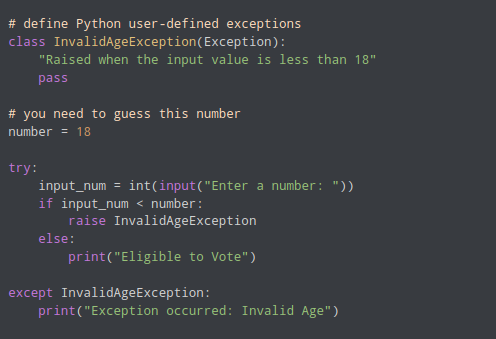 # define Python user-defined exceptions
class InvalidAgeException(Exception):
    "Raised when the input value is less than 18"
    pass

# you need to guess this number
number = 18

try:
    input_num = int(input("Enter a number: "))
    if input_num < number:
        raise InvalidAgeException
    else:
        print("Eligible to Vote")

except InvalidAgeException:
    print("Exception occurred: Invalid Age")